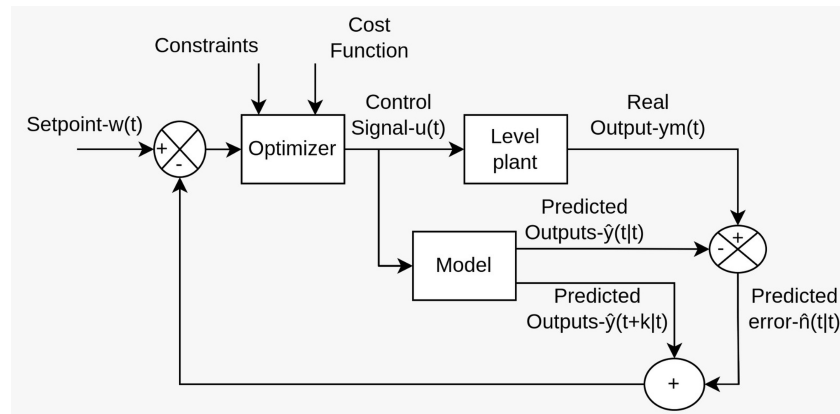 Cost
Function
Constraints
Setpoint-w(t)
+
-
Optimizer
Control
Signal-u(t)
Level
plant
Real
Output-ym(t)
Model
Predicted
Outputs-ŷ(t|t)
+
-
Predicted
Outputs-ŷ(t+k|t)
Predicted
error-n̂(t|t)
+